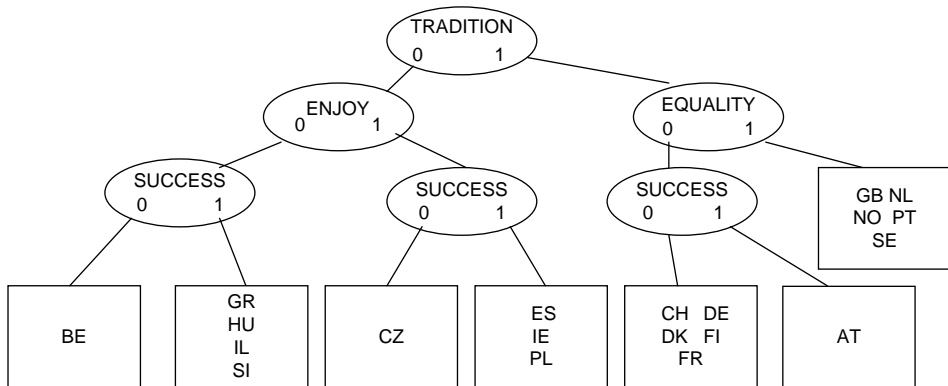 TRADITION
0 1
ENJOY
0 1
EQUALITY
0 1
SUCCESS
0 1
SUCCESS
0 1
SUCCESS
0 1
GB NL
NO PT
SE
BE
GR
HU
IL
SI
CZ
ES
IE
PL
CH DE
DK FI
FR
AT